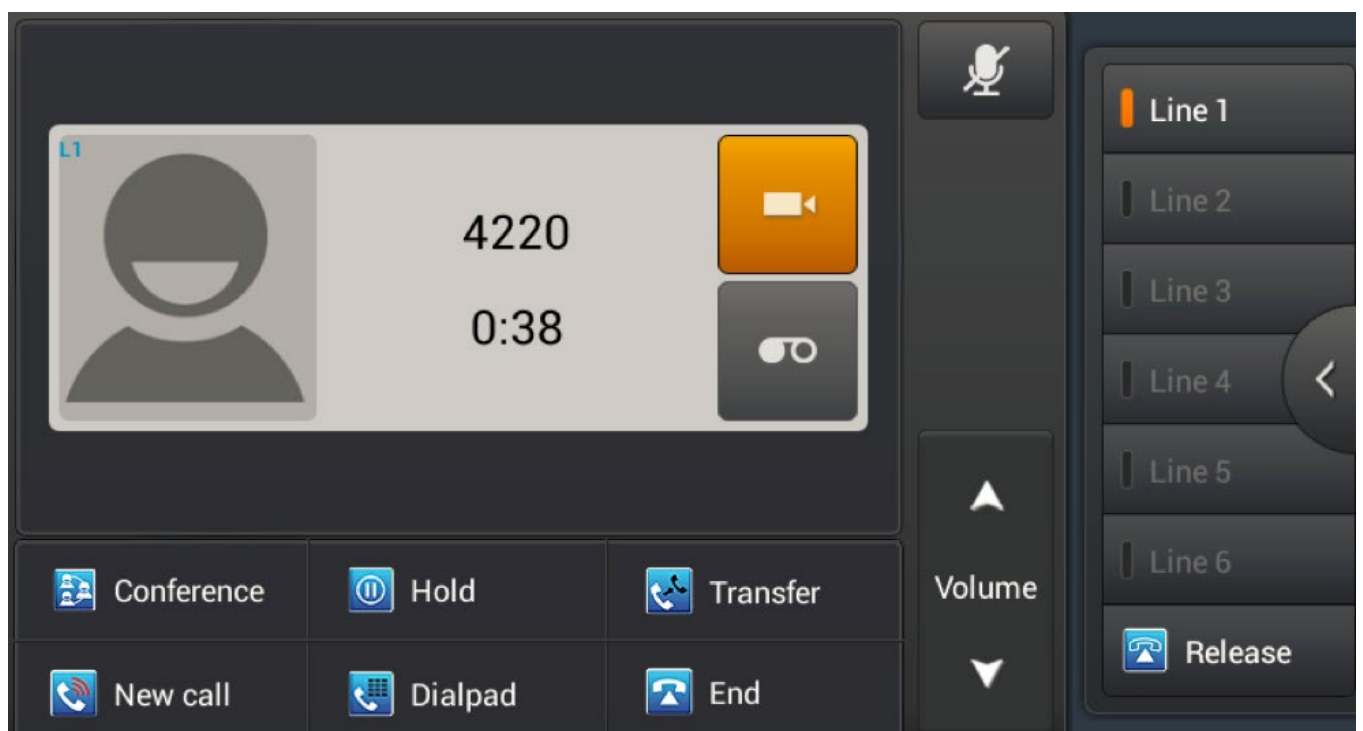 L1
4220
0:38
Conference
Hold
Transfer
New call
Dialpad
End
Volume
Line 1
Line 2
Line 3
Line 4
Line 5
Line 6
Release